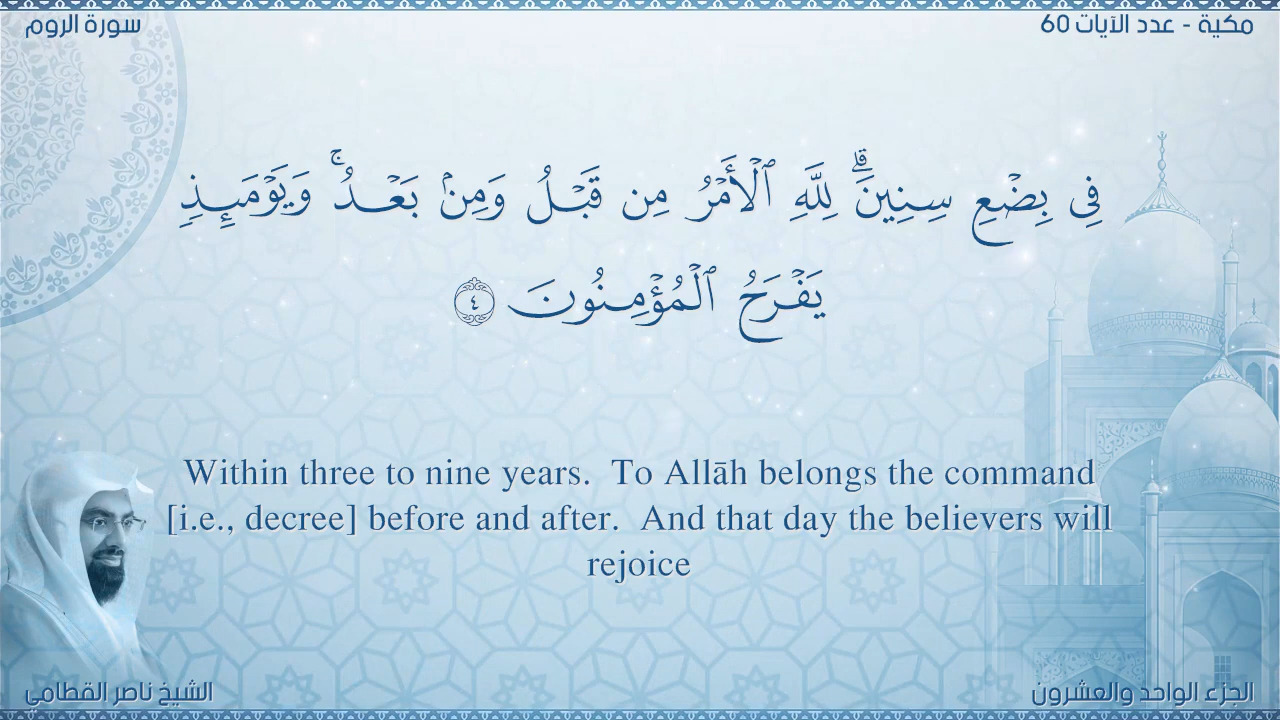 سورة الروم
مكية - عدد الآيات 60
فِى بِضْعِ سِنِينَ ۗ لِلَّهِ ٱلْأَمْرُ مِن قَبْلُ وَمِنۢ بَعْدُ ۚ وَيَوْمَئِذٍ
يَفْرَحُ ٱلْمُؤْمِنُونَ ٤
Within three to nine years.  To Allāh belongs the command
[i.e., decree] before and after.  And that day the believers will
rejoice
الشيخ ناصر القطامي
الجزء الواحد والعشرون